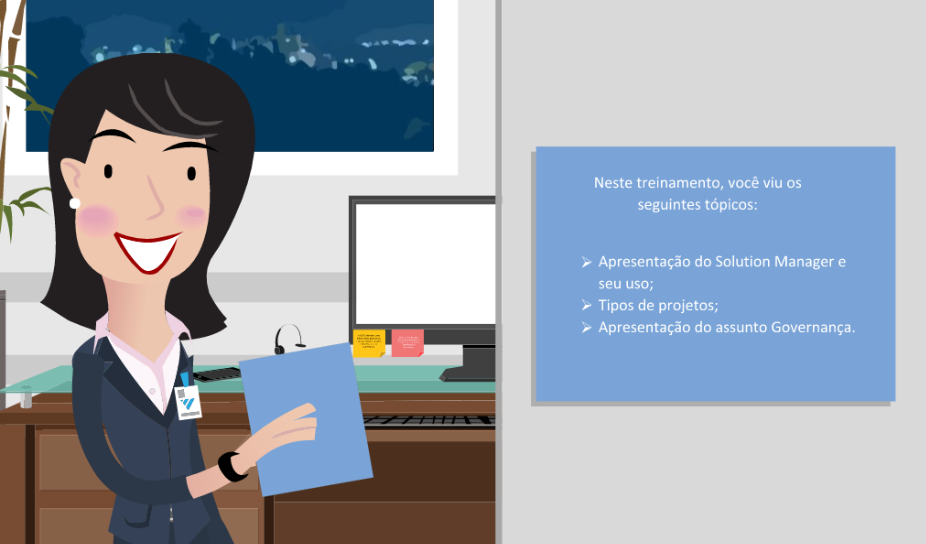 Neste treinamento, você viu os
seguintes tópicos:
➢ Apresentação do Solution Manager e
seu uso;
➢ Tipos de projetos;
➢ Apresentação do assunto Governança.